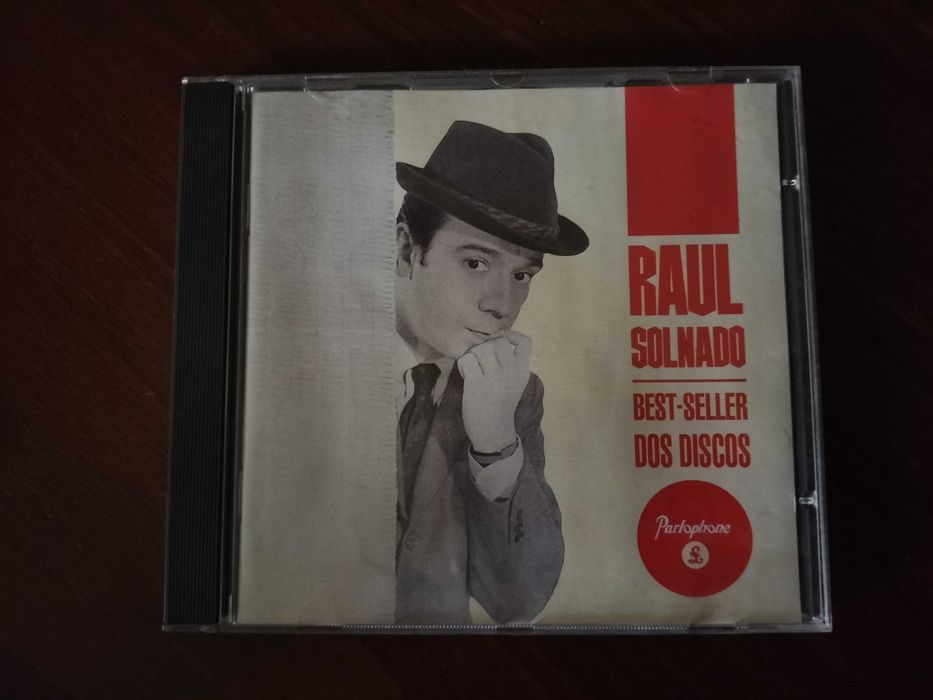 RAUL
SOLNADO
BEST-SELLER
DOS DISCOS
Parlophone
£